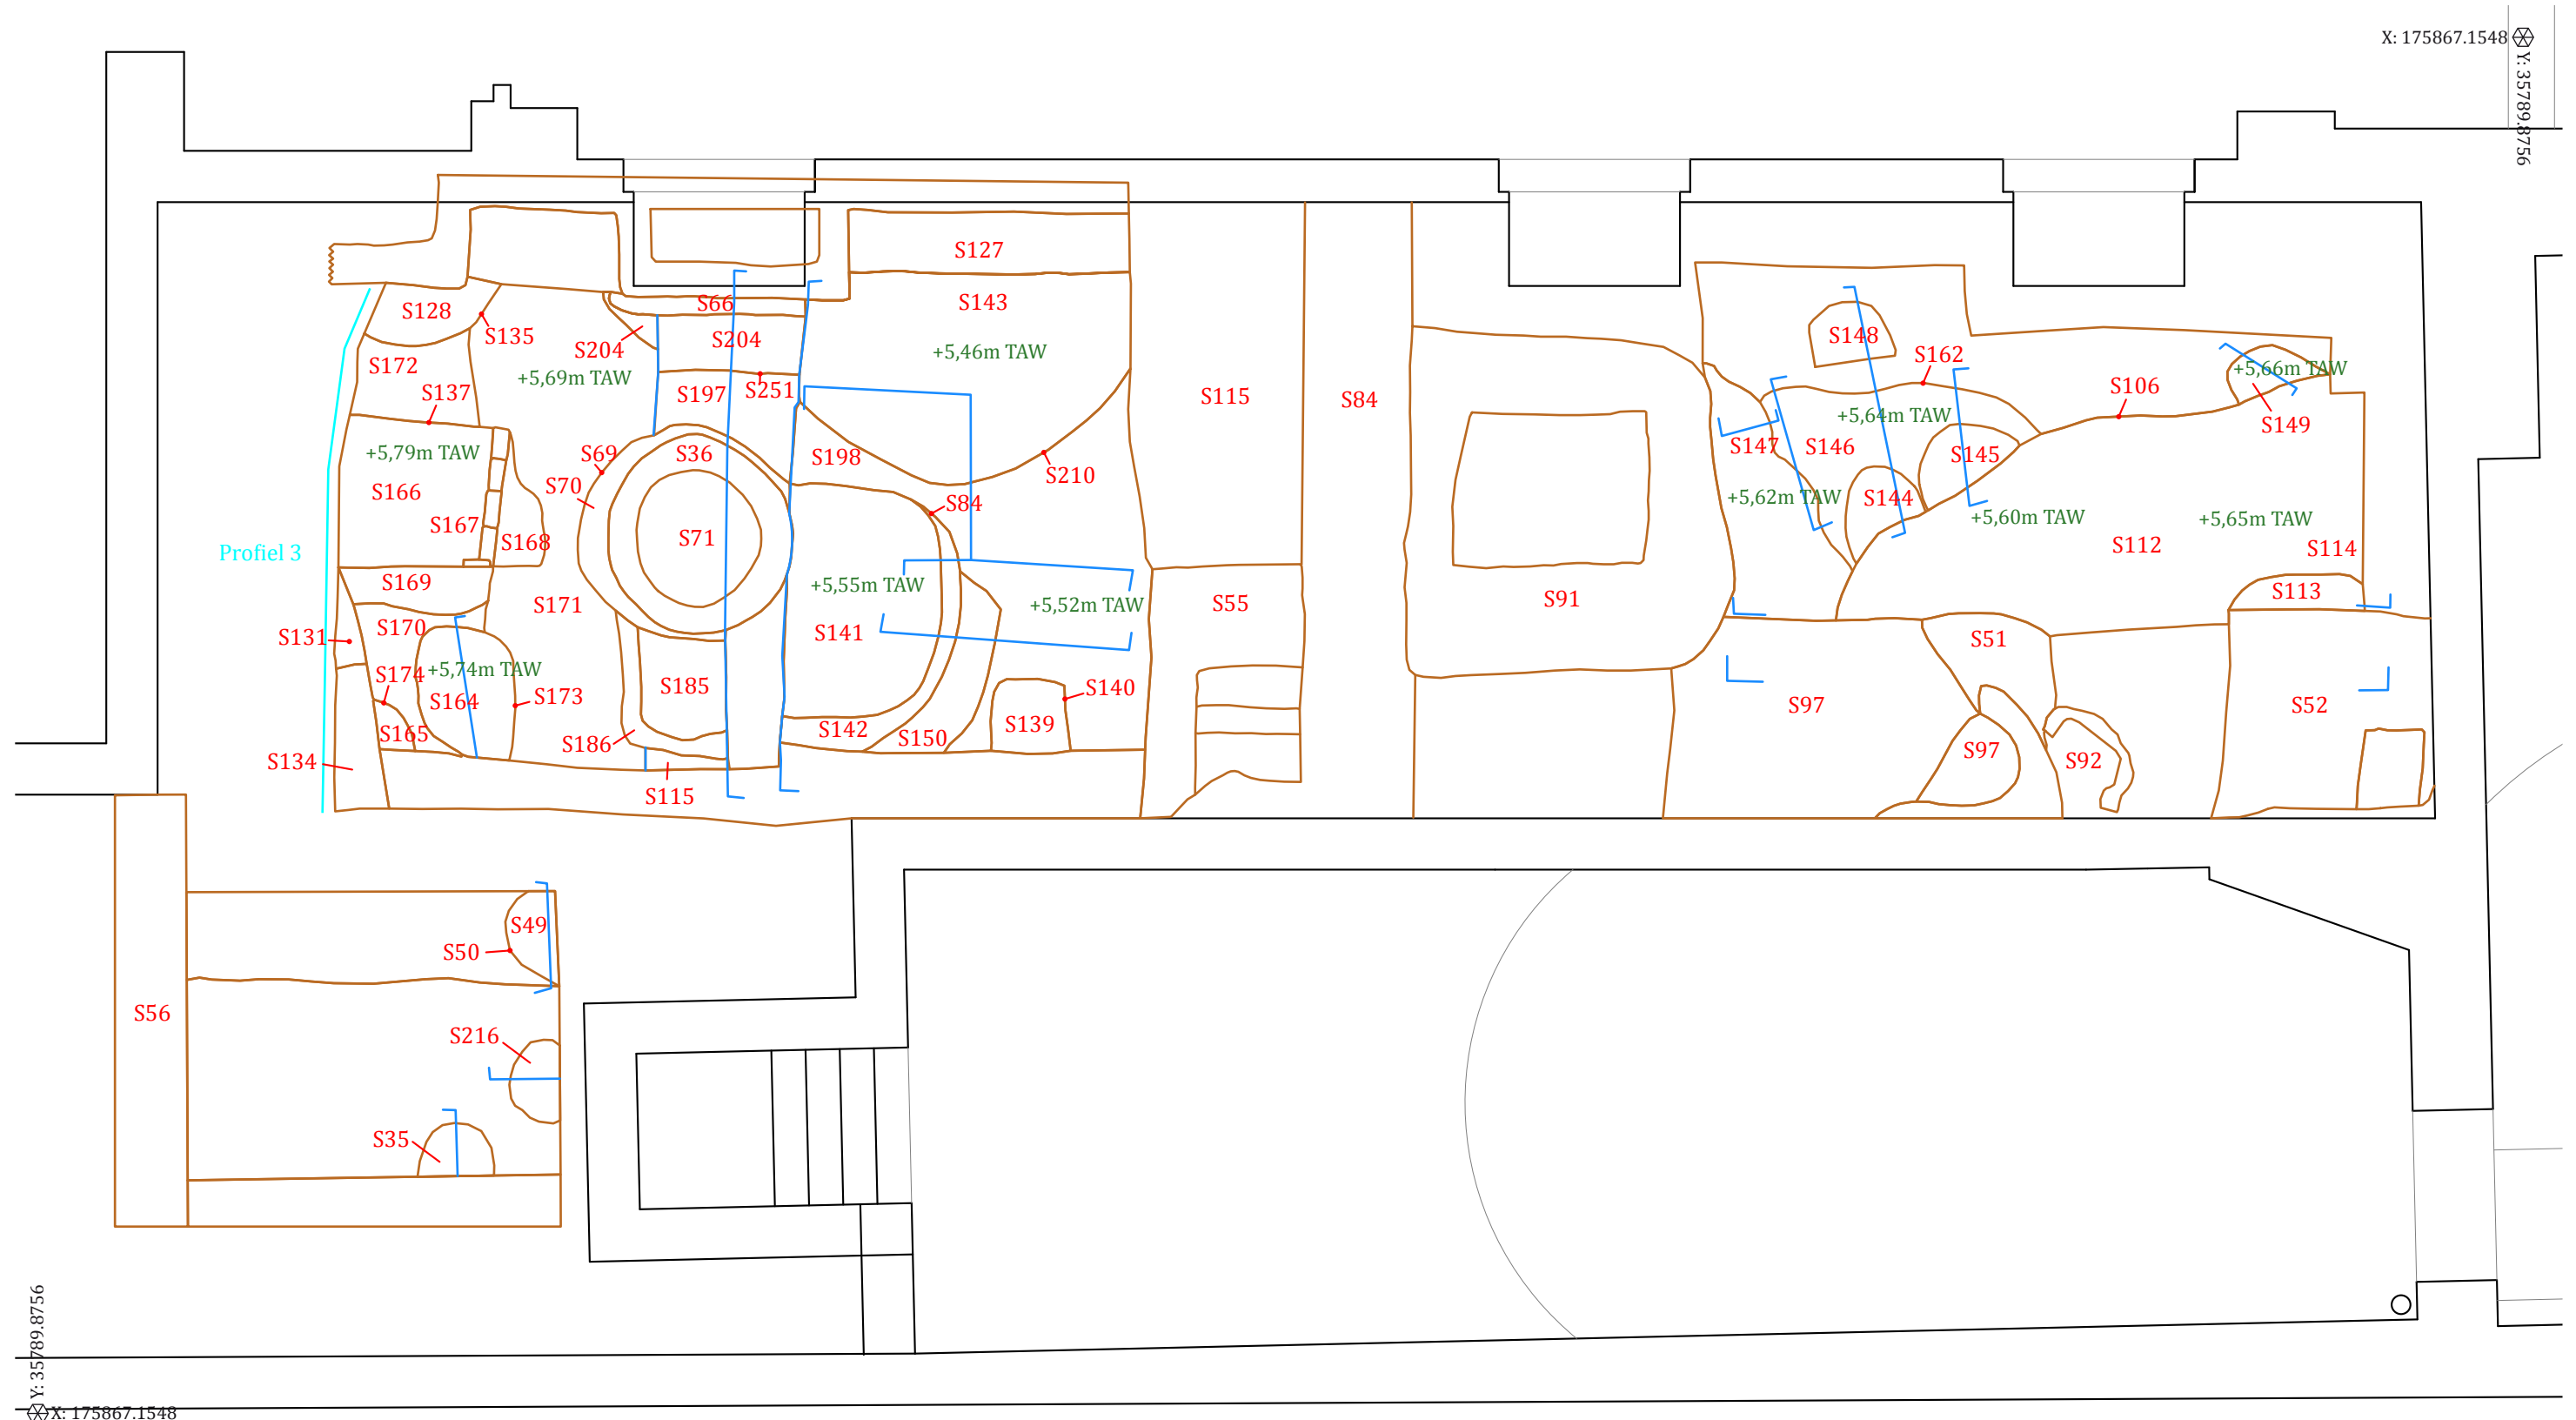 X: 175867.1548
Y: 35789.8756
S127
S128
S66
S143
S135
S204
S204
S148
+5,46m TAW
S162
S172
+5,69m TAW
+5,66m TAW
S137
S197
S251
S115
S84
S106
+5,64m TAW
S149
+5,79m TAW
S69
S36
S198
S147
S146
S145
S210
S70
S166
S84
+5,62m TAW
S144
S167
S168
S71
+5,60m TAW
+5,65m TAW
Profiel 3
S112
S114
S169
+5,55m TAW
S171
+5,52m TAW
S55
S91
S113
S131
S170
S141
S51
+5,74m TAW
S174
S164
S173
S185
S140
S97
S52
S165
S186
S142
S150
S139
S97
S92
S134
S115
S49
S50
S56
S216
S35
Y: 35789.8756
X: 175867.1548